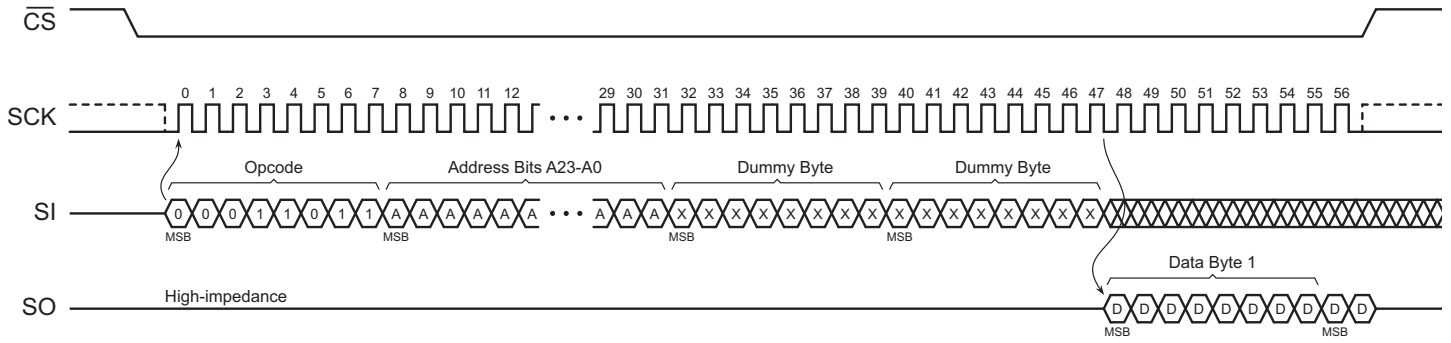 CS
SCK
0 1 2 3 4 5 6 7 8 9 10 11 12 29 30 31 32 33 34 35 36 37 38 39 40 41 42 43 44 45 46 47 48 49 50 51 52 53 54 55 56
Opcode Address Bits A23-A0 Dummy Byte Dummy Byte
SI 0 0 0 1 1 0 1 1 A A A A A A A A A X X X X X X X X X X X X X X X X
MSB MSB MSB MSB
Data Byte 1
High-impedance
SO D D D D D D D D D D
MSB MSB